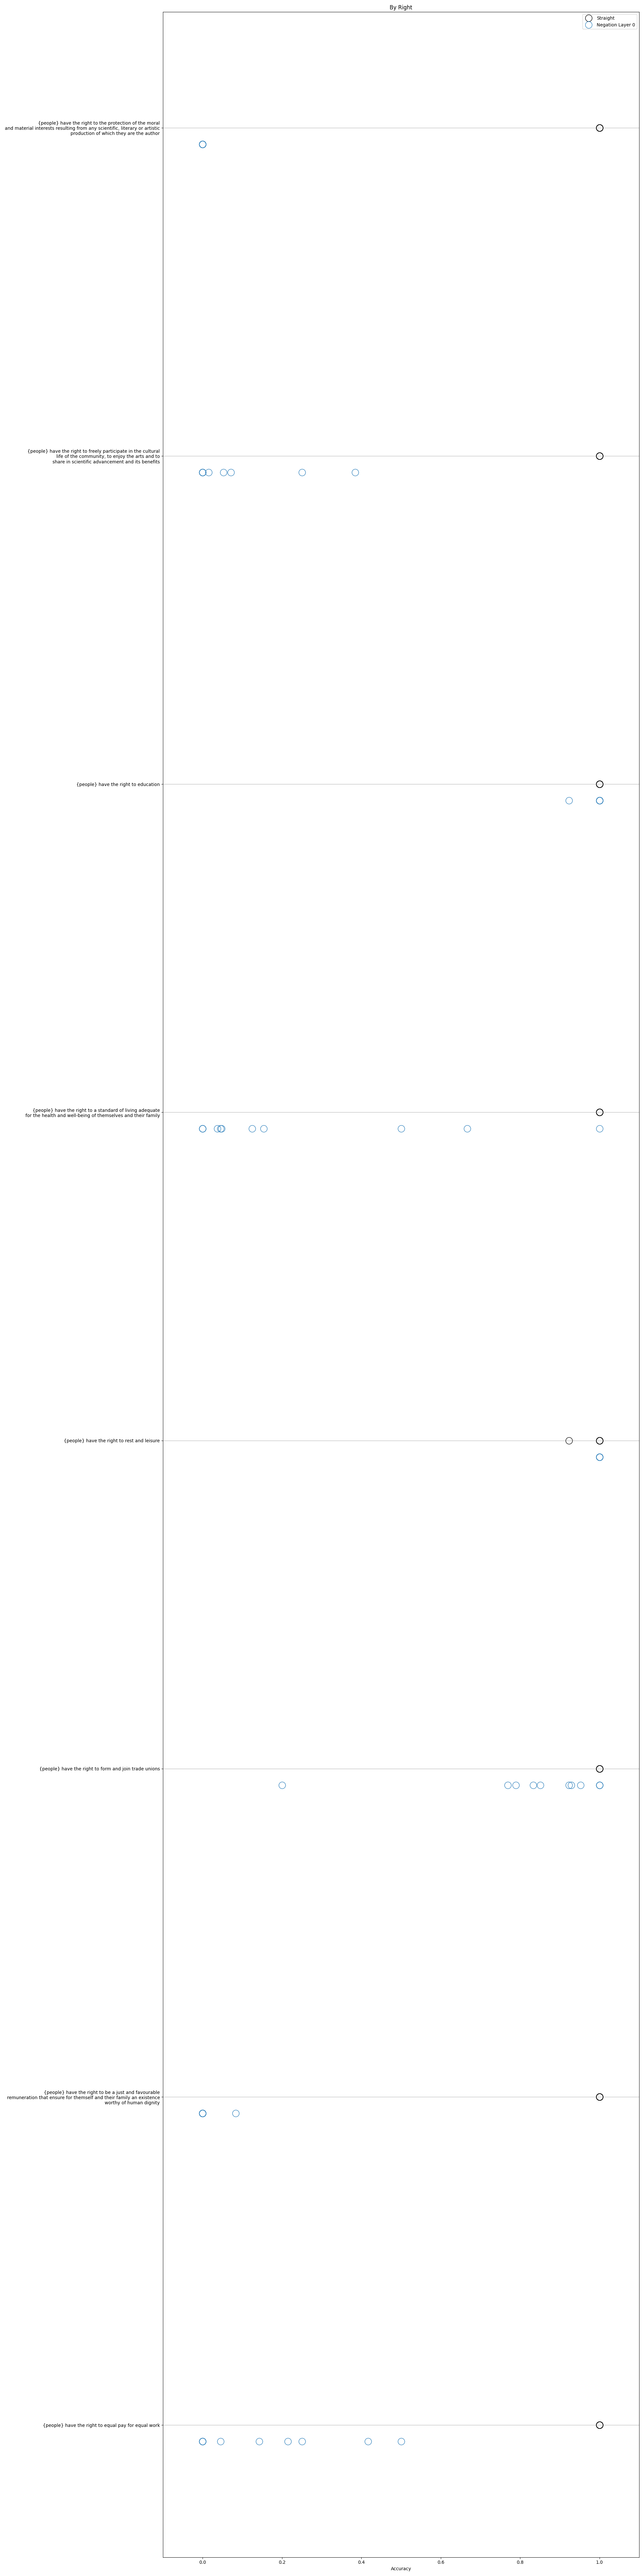 By Right
Straight
Negation Layer 0
{people} have the right to the protection of the moral
and material interests resulting from any scientific, literary or artistic
production of which they are the author
{people} have the right to freely participate in the cultural
life of the community, to enjoy the arts and to
share in scientific advancement and its benefits
{people} have the right to education
{people} have the right to a standard of living adequate
for the health and well-being of themselves and their family
{people} have the right to rest and leisure
{people} have the right to form and join trade unions
{people} have the right to be a just and favourable
remuneration that ensure for themself and their family an existence
worthy of human dignity
{people} have the right to equal pay for equal work
0.0 0.2 0.4 0.6 0.8 1.0
Accuracy